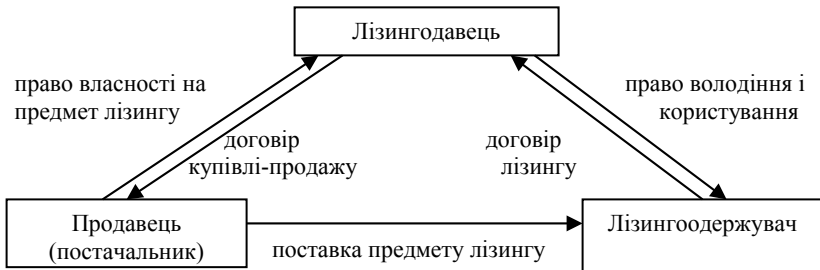 Лізингодавець
право власності на
предмет лізингу
право володіння і
користування
договір
купівлі-продажу
договір
лізингу
Продавець
(постачальник)
Лізингоодержувач
поставка предмету лізингу